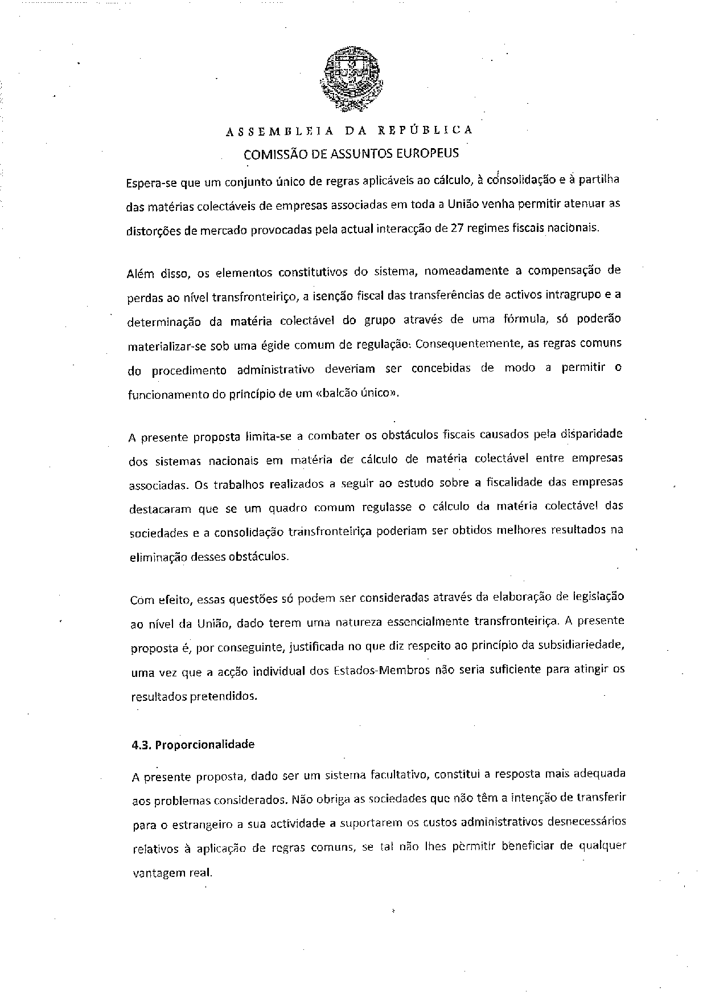 ASSEMBLEIA DA REPÚBLICA
COMISSÃO DE ASSUNTOS EUROPEUS
Espera-se que um conjunto único de regras aplicáveis ao cálculo, à consolidação e à partilha
das matérias colectáveis de empresas associadas em toda a União venha permitir atenuar as
distorções de mercado provocadas pela actual interacção de 27 regimes fiscais nacionais.
Além disso, os elementos constitutivos do sistema, nomeadamente a compensação de
perdas ao nível transfronteiriço, a isenção fiscal das transferências de activos intragrupo e a
determinação da matéria colectável do grupo através de uma fórmula, só poderão
materializar-se sob uma égide comum de regulação. Consequentemente, as regras comuns
do procedimento administrativo deveriam ser concebidas de modo a permitir o
funcionamento do princípio de um «balcão único».
A presente proposta limita-se a combater os obstáculos fiscais causados pela disparidade
dos sistemas nacionais em matéria de cálculo de matéria colectável entre empresas
associadas. Os trabalhos realizados a seguir ao estudo sobre a fiscalidade das empresas
destacaram que se um quadro comum regulasse o cálculo da matéria colectável das
sociedades e a consolidação transfronteiriça poderiam ser obtidos melhores resultados na
eliminação desses obstáculos.
Com efeito, essas questões só podem ser consideradas através da elaboração de legislação
ao nível da União, dado terem uma natureza essencialmente transfronteiriça. A presente
proposta é, por conseguinte, justificada no que diz respeito ao princípio da subsidiariedade,
uma vez que a acção individual dos Estados-Membros não seria suficiente para atingir os
resultados pretendidos.
4.3. Proporcionalidade
A presente proposta, dado ser um sistema facultativo, constitui a resposta mais adequada
aos problemas considerados. Não obriga as sociedades que não têm a intenção de transferir
para o estrangeiro a sua actividade a suportarem os custos administrativos desnecessários
relativos à aplicação de regras comuns, se tal não lhes permitir beneficiar de qualquer
vantagem real.